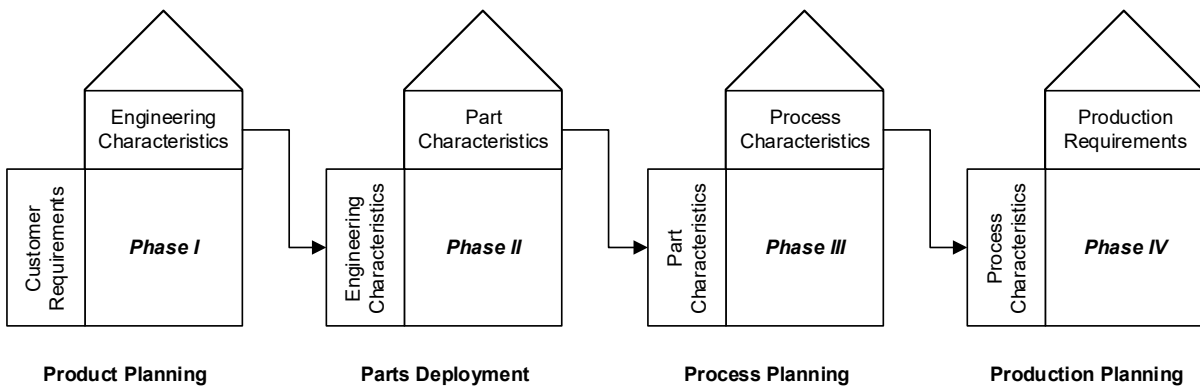 Engineering
Characteristics
Customer
Requirements
Phase I
Product Planning
Part
Characteristics
Engineering
Characteristics
Phase II
Parts Deployment
Process
Characteristics
Part
Characteristics
Phase III
Process Planning
Production
Requirements
Process
Characteristics
Phase IV
Production Planning